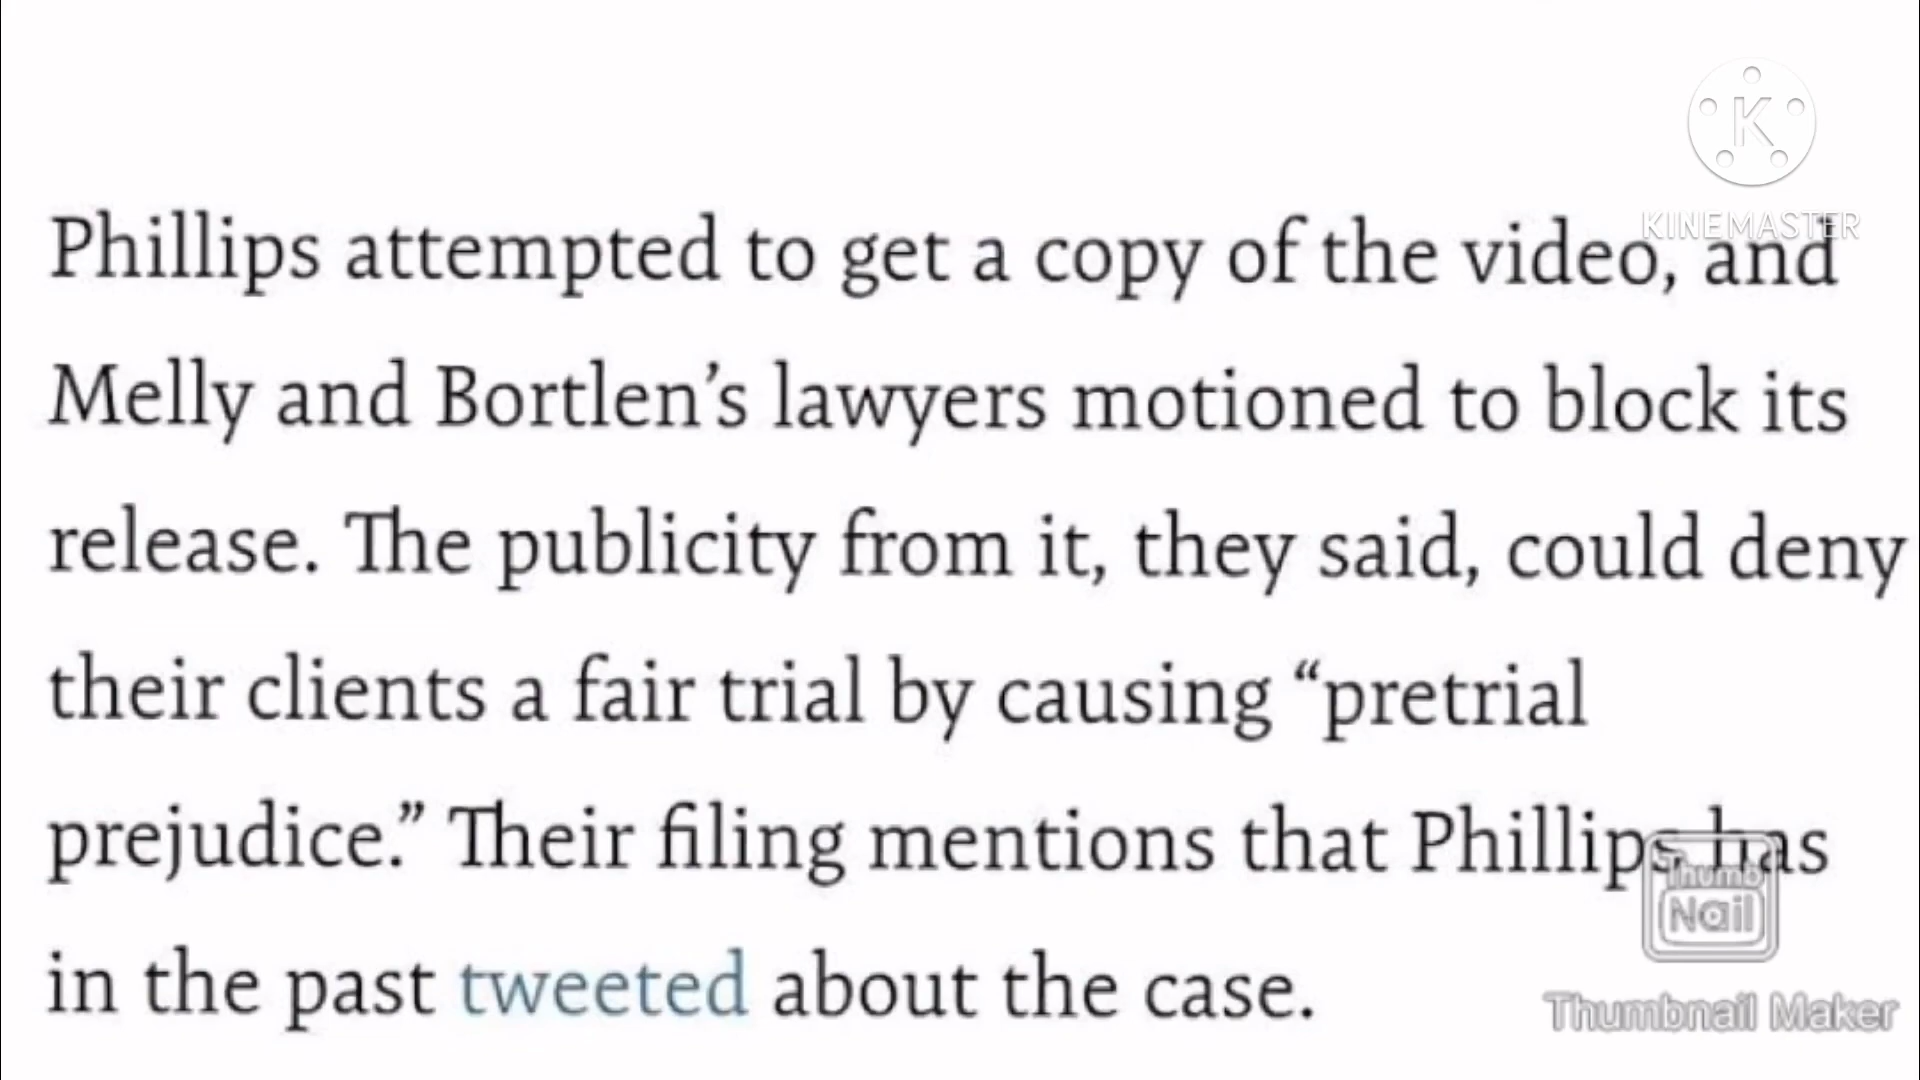 K
KINEMASTER
Phillips attempted to get a copy of the video, and
Melly and Bortlen’s lawyers motioned to block its
release. The publicity from it, they said, could deny
their clients a fair trial by causing “pretrial
prejudice.” Their filing mentions that Phillips has
in the past tweeted about the case.
Thumb
Nail
Thumbnail Maker